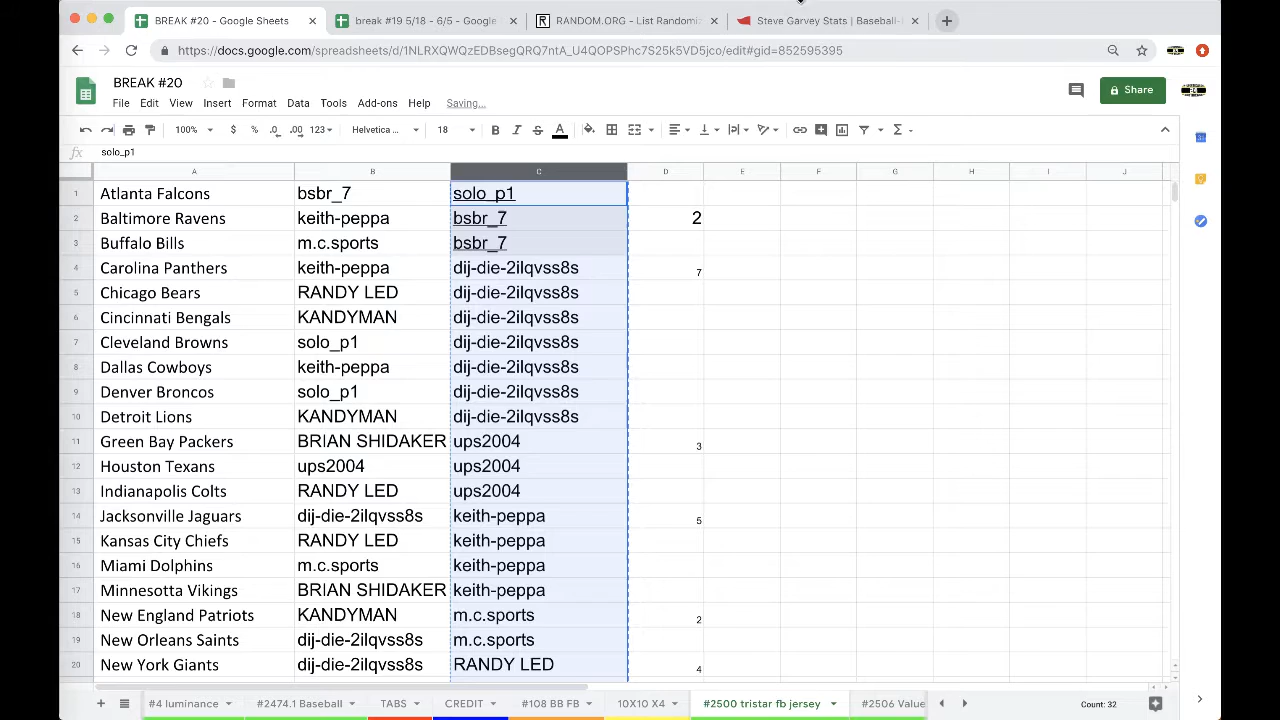 BREAK #20 - Google Sheets
break #19 5/18 - 6/5 - Google
RANDOM.ORG - List Randomi
Steve Godsey Skord Baseball-
https://docs.google.com/spreadsheets/d/1NLRXQWQzEDBsegQRQ7ntA_U4QOPSPhc7S25k5VD5jco/edit#gid=852595395
BREAK #20
File Edit View Insert Format Data Tools Add-ons Help Saving...
Share
100% $ % .0 .00 123 Helvetica ... 18 B I S A
fx solo_p1
A B C D E F G H I J
1 Atlanta Falcons bsbr_7 solo_p1
2 Baltimore Ravens keith-peppa bsbr_7 2
3 Buffalo Bills m.c.sports bsbr_7
4 Carolina Panthers keith-peppa dij-die-2ilqvss8s 7
5 Chicago Bears RANDY LED dij-die-2ilqvss8s
6 Cincinnati Bengals KANDYMAN dij-die-2ilqvss8s
7 Cleveland Browns solo_p1 dij-die-2ilqvss8s
8 Dallas Cowboys keith-peppa dij-die-2ilqvss8s
9 Denver Broncos solo_p1 dij-die-2ilqvss8s
10 Detroit Lions KANDYMAN dij-die-2ilqvss8s
11 Green Bay Packers BRIAN SHIDAKER ups2004 3
12 Houston Texans ups2004 ups2004
13 Indianapolis Colts RANDY LED ups2004
14 Jacksonville Jaguars dij-die-2ilqvss8s keith-peppa 5
15 Kansas City Chiefs RANDY LED keith-peppa
16 Miami Dolphins m.c.sports keith-peppa
17 Minnesotta Vikings BRIAN SHIDAKER keith-peppa
18 New England Patriots KANDYMAN m.c.sports 2
19 New Orleans Saints dij-die-2ilqvss8s m.c.sports
20 New York Giants dij-die-2ilqvss8s RANDY LED 4
#4 luminance #2474.1 Baseball TABS #108 BB FB 10X10 X4 #2500 tristar fb jersey #2506 Value Count: 32